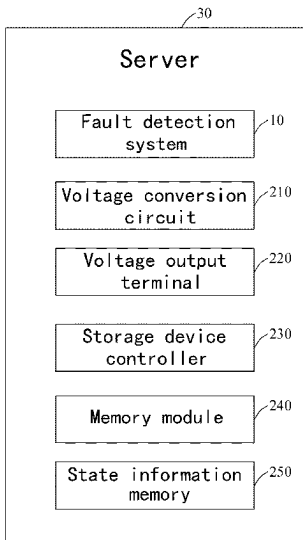 30
Server
Fault detection
system
10
Voltage conversion
circuit
210
Voltage output
terminal
220
Storage device
controller
230
Memory module
240
State information
memory
250